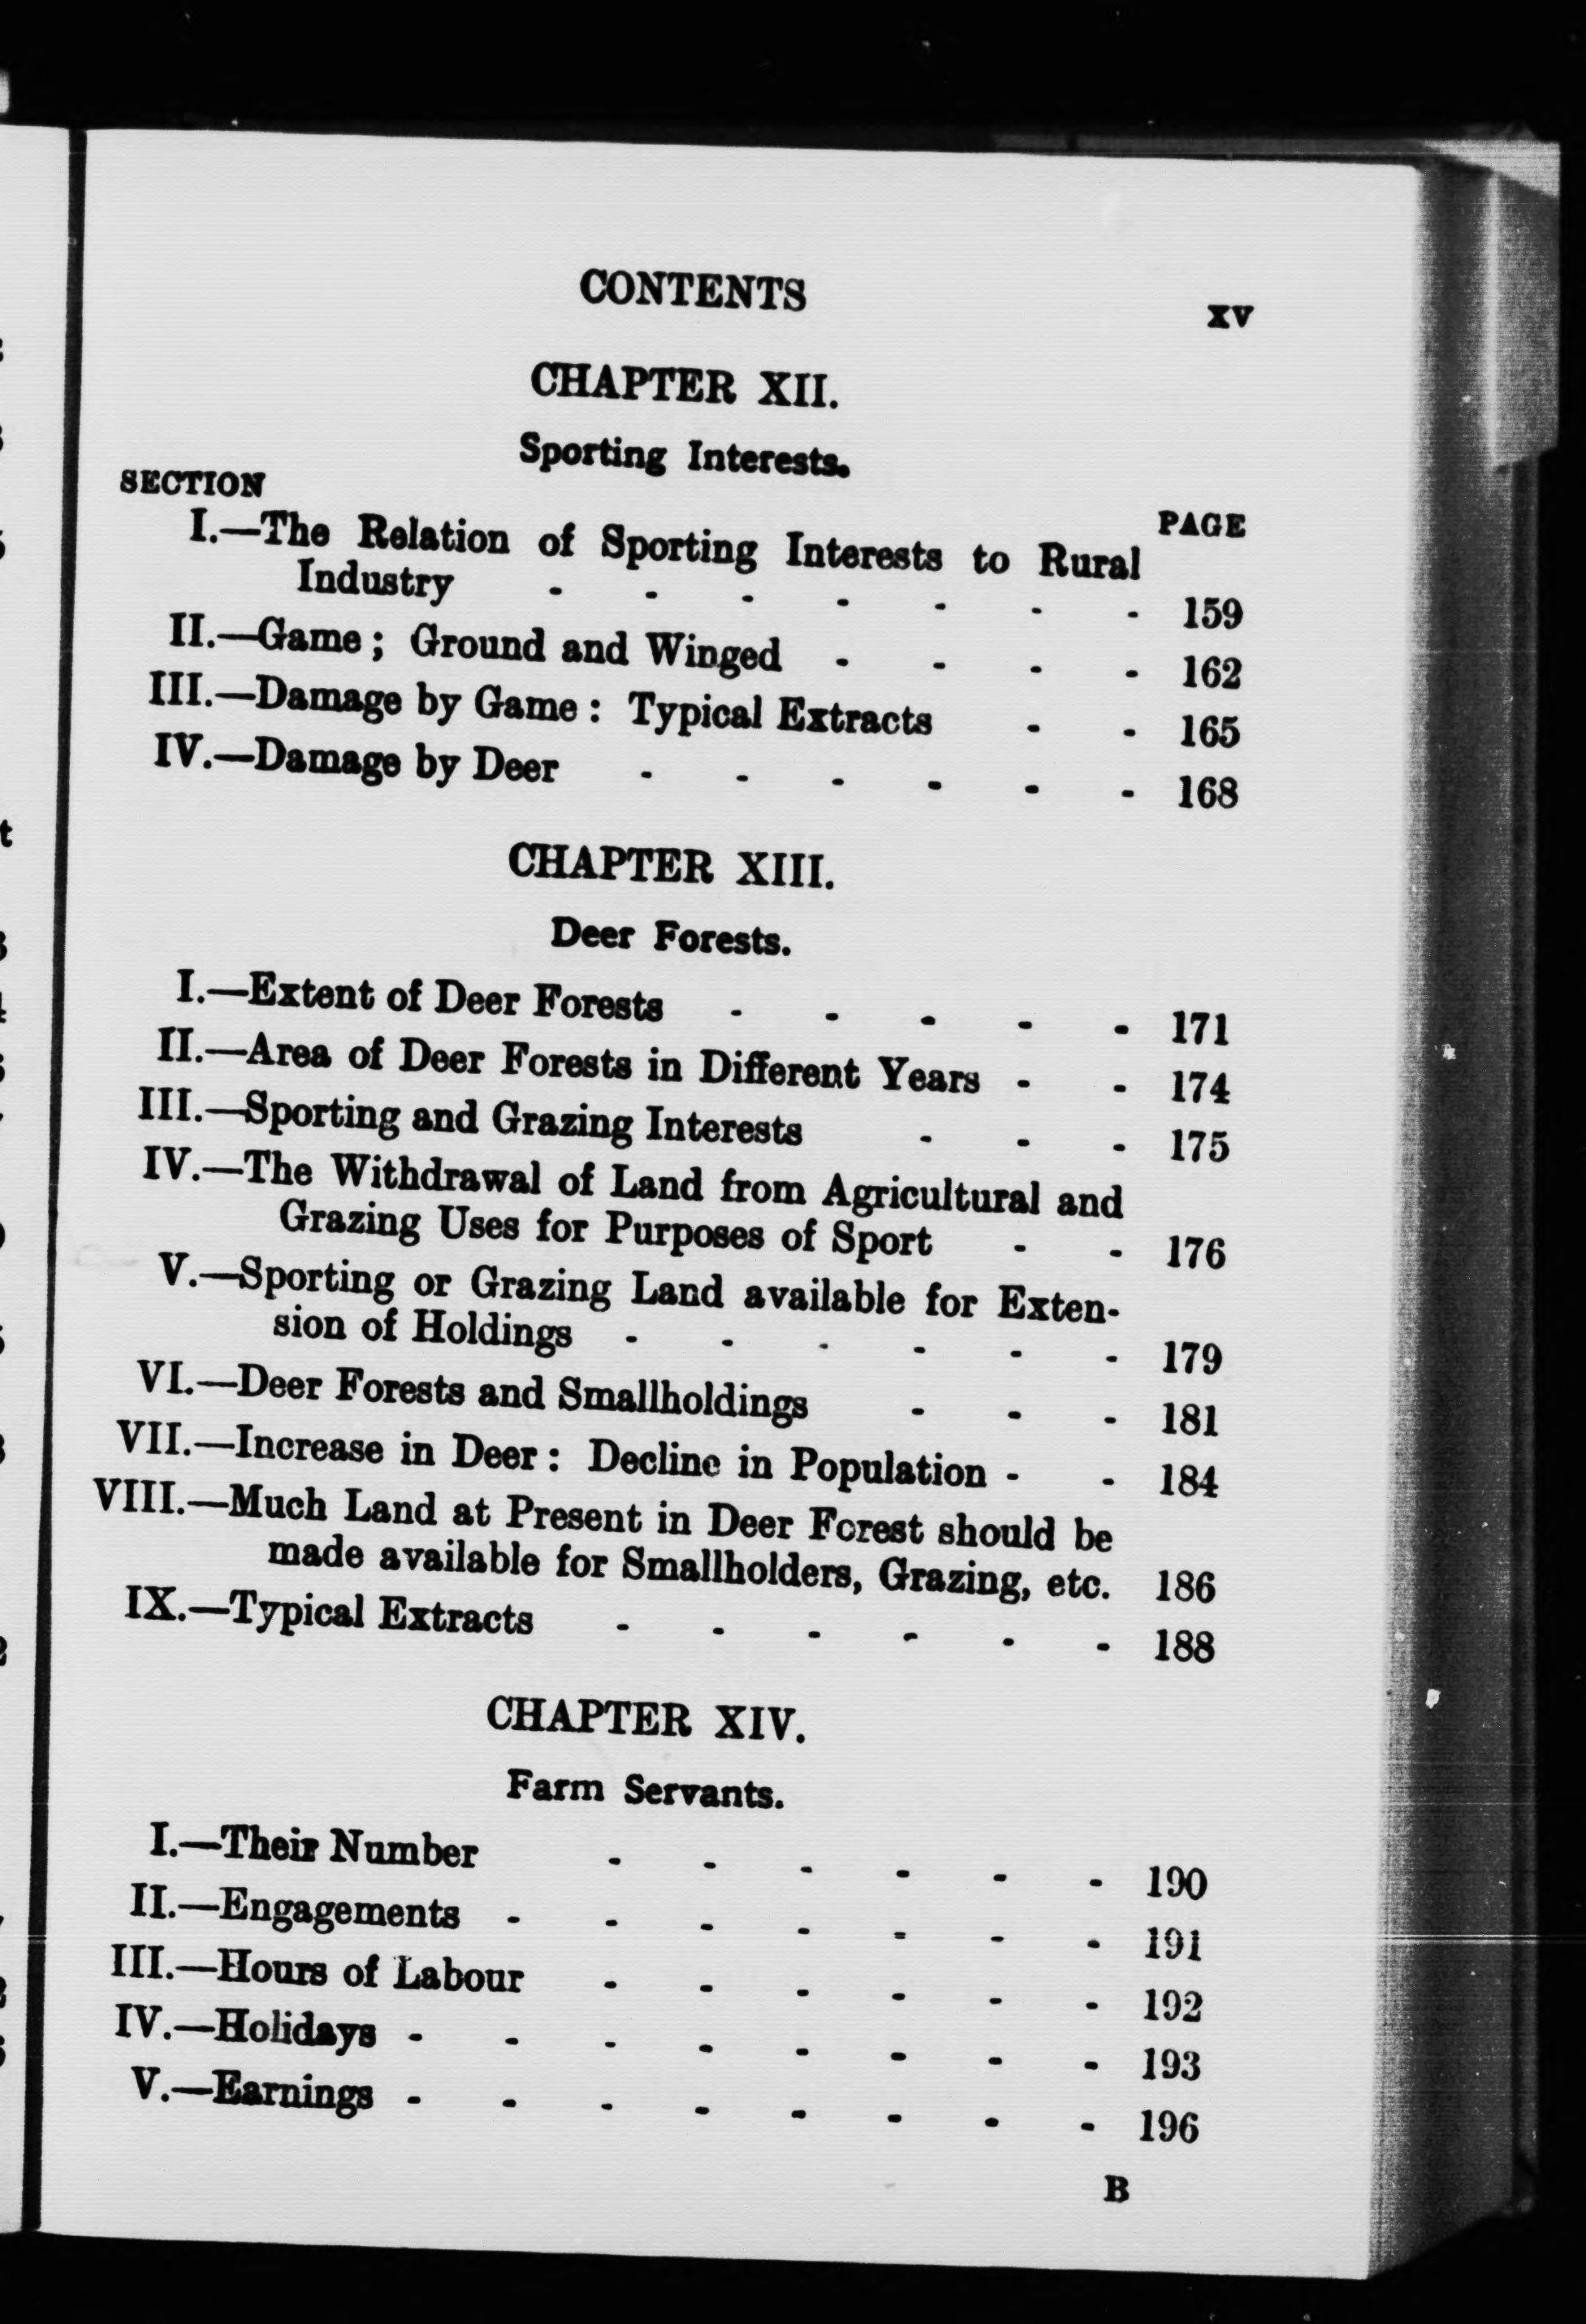 CONTENTS xv
CHAPTER XII.
Sporting Interests.
SECTION PAGE
I.—The Relation of Sporting Interests to Rural
Industry - - - - - - - 159
II.—Game; Ground and Winged - - - - 162
III.—Damage by Game: Typical Extracts - - 165
IV.—Damage by Deer - - - - - - 168
CHAPTER XIII.
Deer Forests.
I.—Extent of Deer Forests - - - - - 171
II.—Area of Deer Forests in Different Years - - 174
III.—Sporting and Grazing Interests - - - 175
IV.—The Withdrawal of Land from Agricultural and
Grazing Uses for Purposes of Sport - - 176
V.—Sporting or Grazing Land available for Exten-
sion of Holdings - - - - - - 179
VI.—Deer Forests and Smallholdings - - - 181
VII.—Increase in Deer: Decline in Population - - 184
VIII.—Much Land at Present in Deer Forest should be
made available for Smallholders, Grazing, etc. 186
IX.—Typical Extracts - - - - - - 188
CHAPTER XIV.
Farm Servants.
I.—Their Number - - - - - - 190
II.—Engagements - - - - - - - 191
III.—Hours of Labour - - - - - - 192
IV.—Holidays - - - - - - - - 193
V.—Earnings - - - - - - - - 196
B